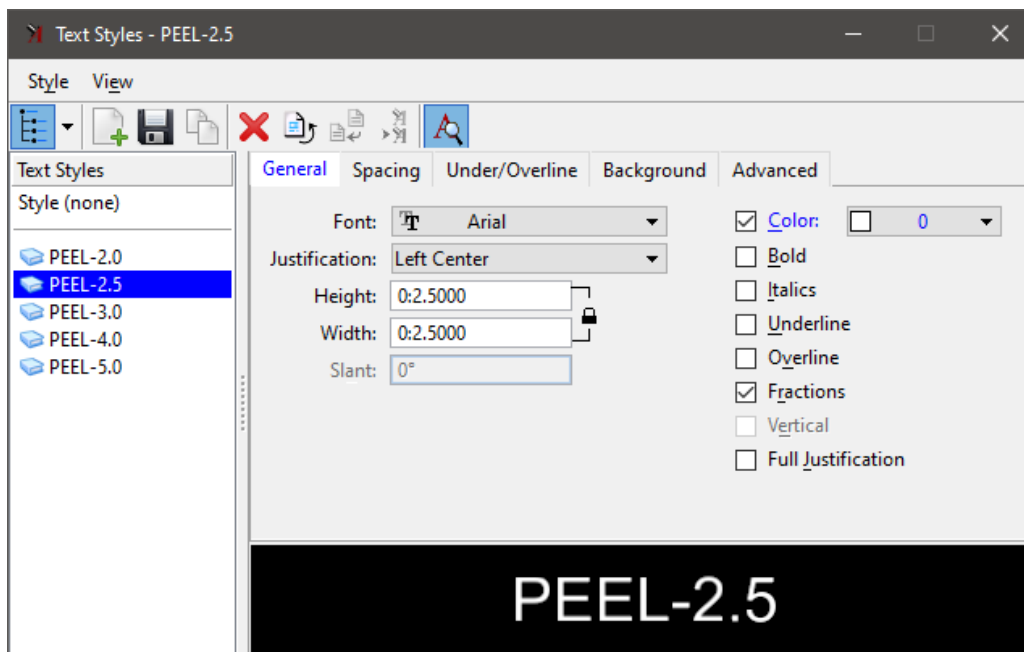 Text Styles - PEEL-2.5
Style View
Text Styles
Style (none)
PEEL-2.0
PEEL-2.5
PEEL-3.0
PEEL-4.0
PEEL-5.0
General Spacing Under/Overline Background Advanced
Font: Arial
Justification: Left Center
Height: 0:2.5000
Width: 0:2.5000
Slant: 0°
Color: 0
Bold
Italics
Underline
Overline
Fractions
Vertical
Full Justification
PEEL-2.5